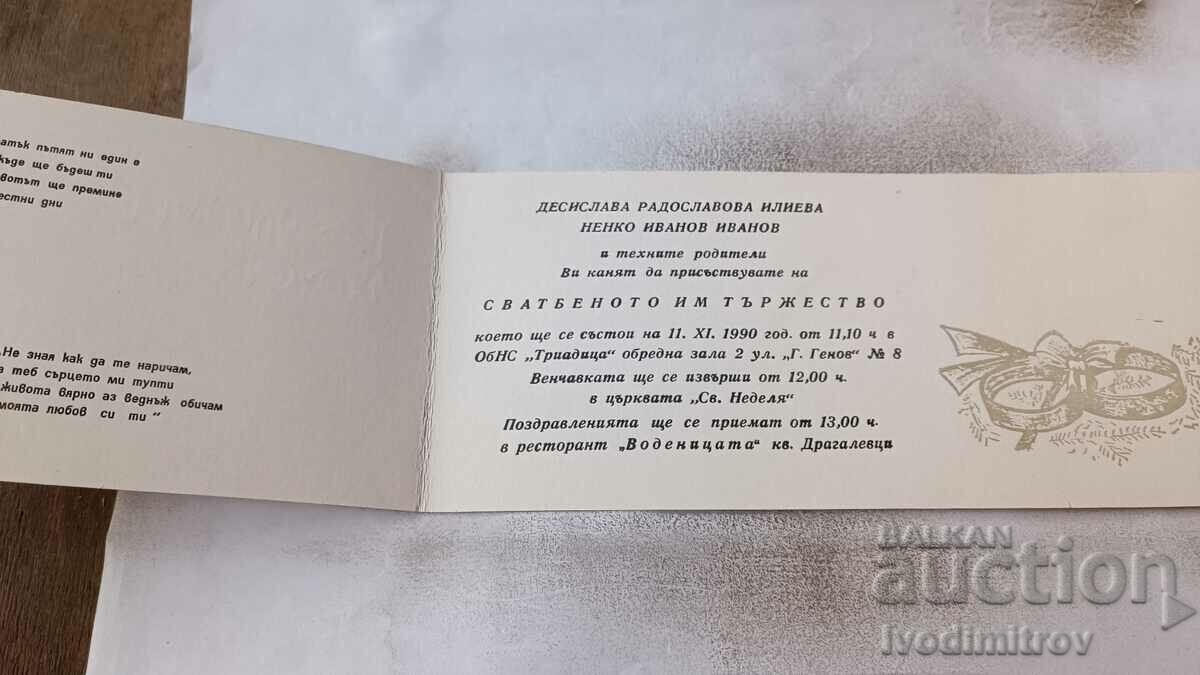 пътят ни един е
ще бъдеш ти
ще премине
дни
„Не зная как да те наричам,
теб сърцето ми тупти
живота вярно аз веднъж обичам
моята любов си ти"
ДЕСИСЛАВА РАДОСЛАВОВА ИЛИЕВА
НЕНКО ИВАНОВ ИВАНОВ
и техните родители
Ви канят да присъствувате на
СВАТБЕНОТО ИМ ТЪРЖЕСТВО
което ще се състои на 11. XI. 1990 год. от 11,10 ч в
ОбНС „Триадица“ обредна зала 2 ул. „Г. Генов“ № 8
Венчавката ще се извърши от 12,00 ч.
в църквата „Св. Неделя“
Поздравленията ще се приемат от 13,00 ч.
в ресторант „Воденицата“ кв. Драгалевци
BALKAN
auction
ivodimitrov